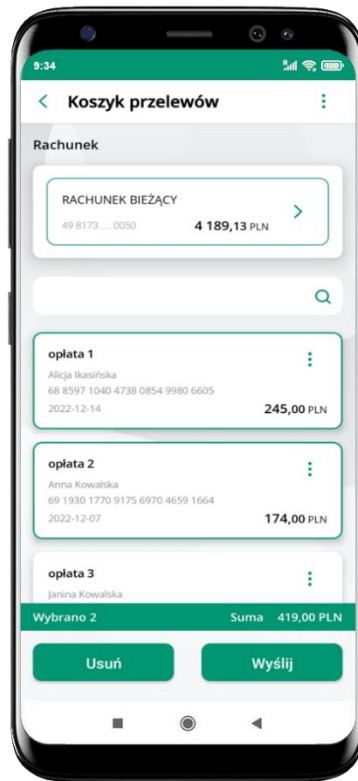 9:34
Koszyk przelewów
Rachunek
RACHUNEK BIEŻĄCY
49 8173 ... 0050 4 189,13 PLN
opłata 1
Alicja Ikasińska
68 8597 1040 4738 0854 9980 6605
2022-12-14 245,00 PLN
opłata 2
Anna Kowalska
69 1930 1770 9175 6970 4659 1664
2022-12-07 174,00 PLN
opłata 3
Janina Kowalska
Wybrano 2 Suma 419,00 PLN
Usuń Wyślij